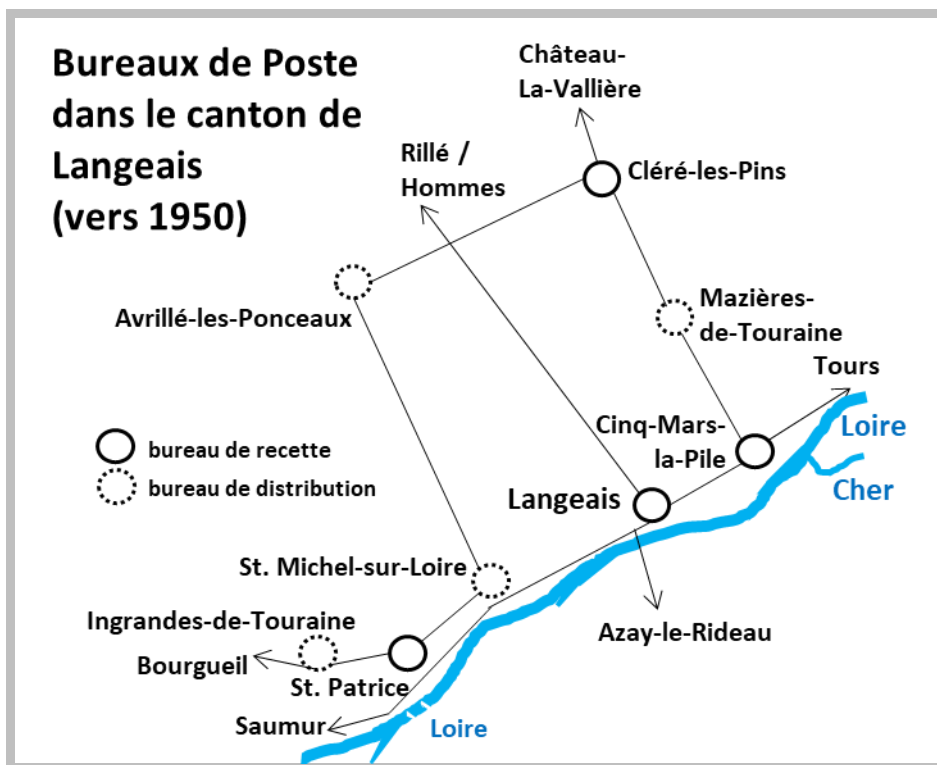 Bureaux de Poste
dans le canton de
Langeais
(vers 1950)
Château-
La-Vallière
Rillé /
Hommes
Cléré-les-Pins
Avrillé-les-Ponceaux
Mazières-
de-Touraine
Tours
Cinq-Mars-
la-Pile
Loire
Cher
bureau de recette
bureau de distribution
Langeais
St. Michel-sur-Loire
Ingrandes-de-Touraine
Azay-le-Rideau
Bourgueil
St. Patrice
Saumur
Loire